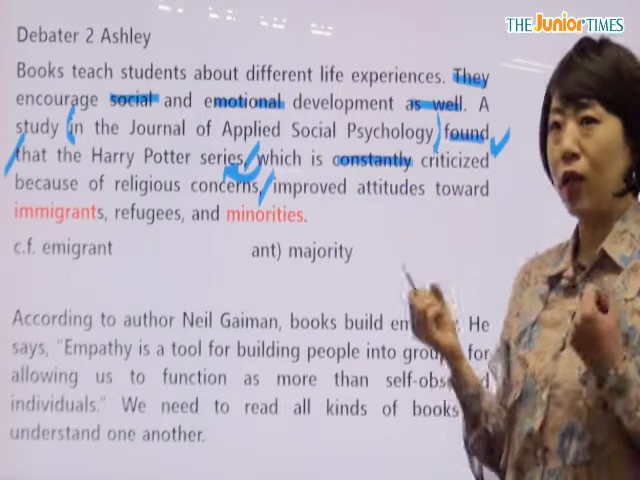 THE Junior TIMES
Debater 2 Ashley
Books teach students about different life experiences. They
encourage social and emotional development as well. A
study in the Journal of Applied Social Psychology found
that the Harry Potter series, which is constantly criticized
because of religious concerns, improved attitudes toward
immigrants, refugees, and minorities.
c.f. emigrant
ant) majority
According to author Neil Gaiman, books build He
says, "Empathy is a tool for building people into for
allowing us to function as more than
individuals." We need to read all kinds of books
understand one another.